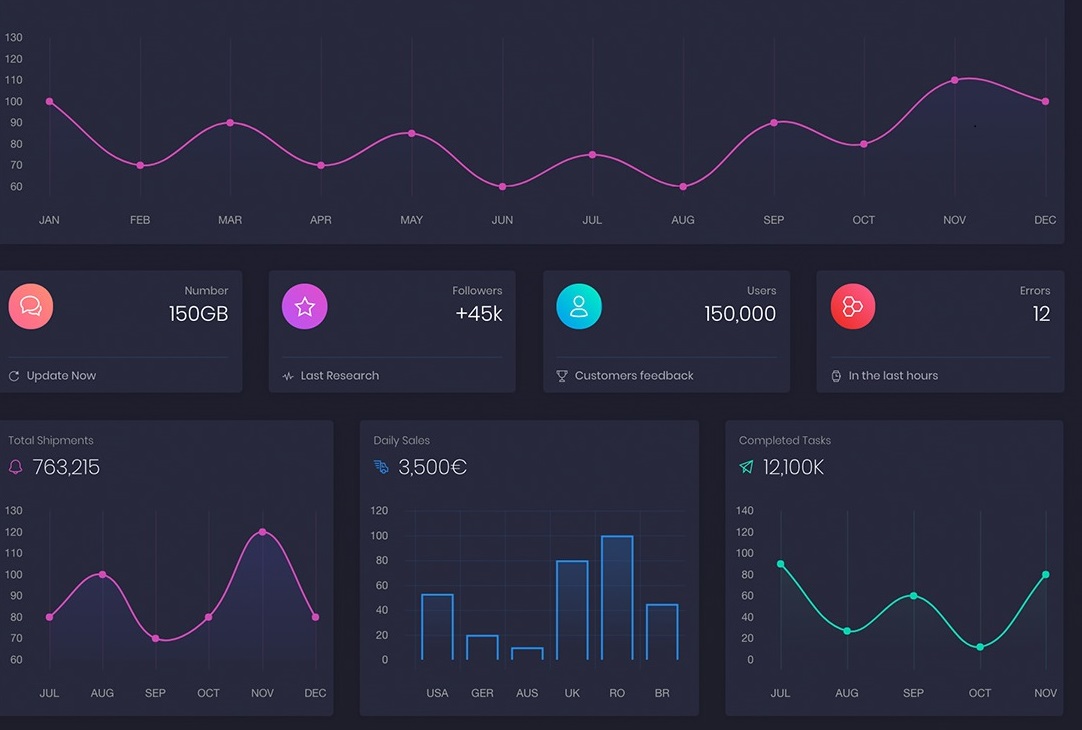 130
120
110
100
90
80
70
60
JAN FEB MAR APR MAY JUN JUL AUG SEP OCT NOV DEC
Number
150GB
Update Now
Followers
+45k
Last Research
Users
150,000
Customers feedback
Errors
12
In the last hours
Total Shipments
763,215
130
120
110
100
90
80
70
60
JUL AUG SEP OCT NOV DEC
Daily Sales
3,500€
120
100
80
60
40
20
0
USA GER AUS UK RO BR
Completed Tasks
12,100K
140
120
100
80
60
40
20
0
JUL AUG SEP OCT NOV